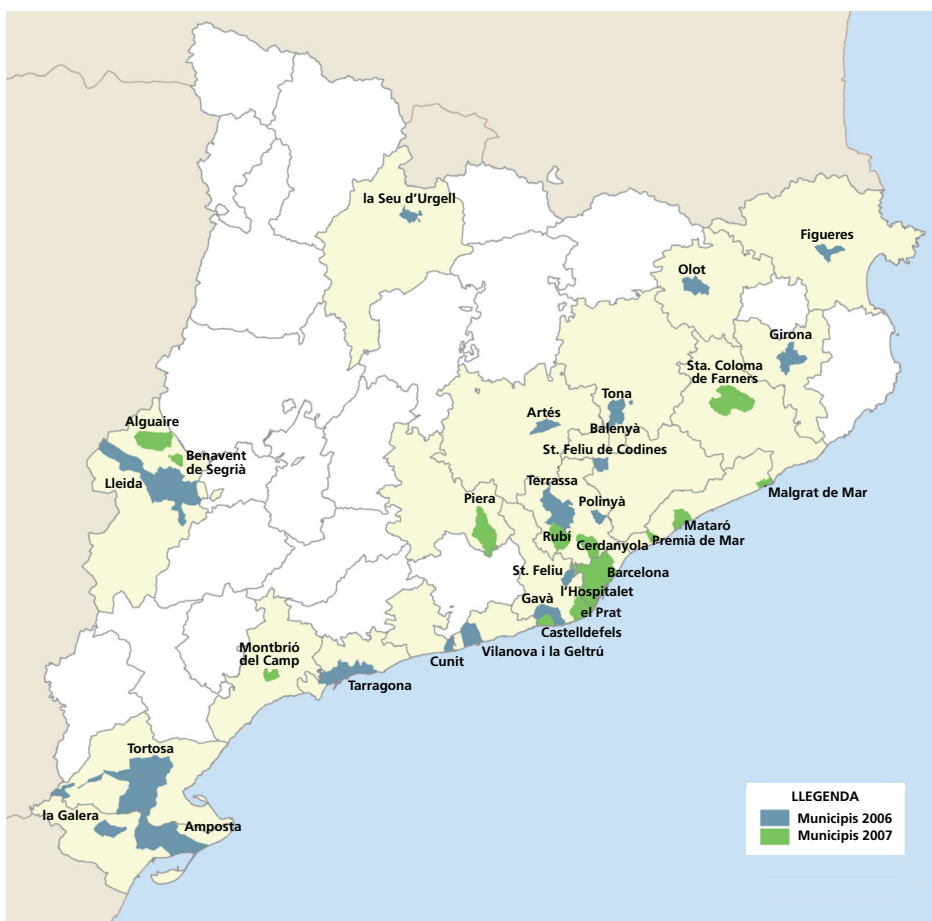 la Seu d’Urgell
Figueres
Olot
Girona
Sta. Coloma
de Farners
Tona
Artés
Balenyà
Alguaire
St. Feliu de Codines
Benavent
de Segrià
Lleida
Terrassa
Piera
Polinyà
Malgrat de Mar
Mataró
Rubí
Premià de Mar
Cerdanyola
St. Feliu
Barcelona
l’Hospitalet
Gavà
el Prat
Castelldefels
Montbrió
del Camp
Vilanova i la Geltrú
Cunit
Tarragona
Tortosa
la Galera
Amposta
LLEGENDA
Municipis 2006
Municipis 2007